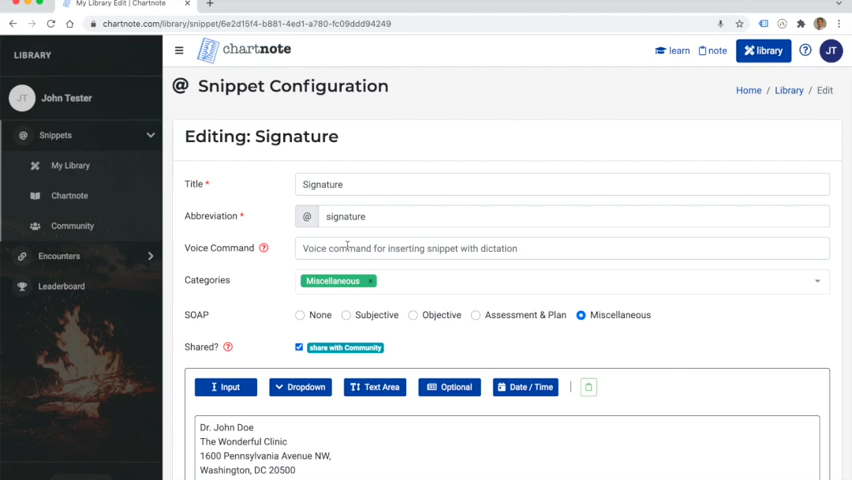 My Library Edit | Chartnote
chartnote.com/library/snippet/6e2d15f4-b881-4ed1-a780-fc09ddd94249
LIBRARY
chartnote
learn
note
library
?
JT
JT
John Tester
@ Snippet Configuration
Home / Library / Edit
@ Snippets
My Library
Chartnote
Community
Encounters
Leaderboard
Editing: Signature
Title *
Signature
Abbreviation *
@ signature
Voice Command ?
Voice command for inserting snippet with dictation
Categories
Miscellaneous ×
SOAP
None
Subjective
Objective
Assessment & Plan
Miscellaneous
Shared? ?
share with Community
Input
Dropdown
Text Area
Optional
Date / Time
Dr. John Doe
The Wonderful Clinic
1600 Pennsylvania Avenue NW,
Washington, DC 20500